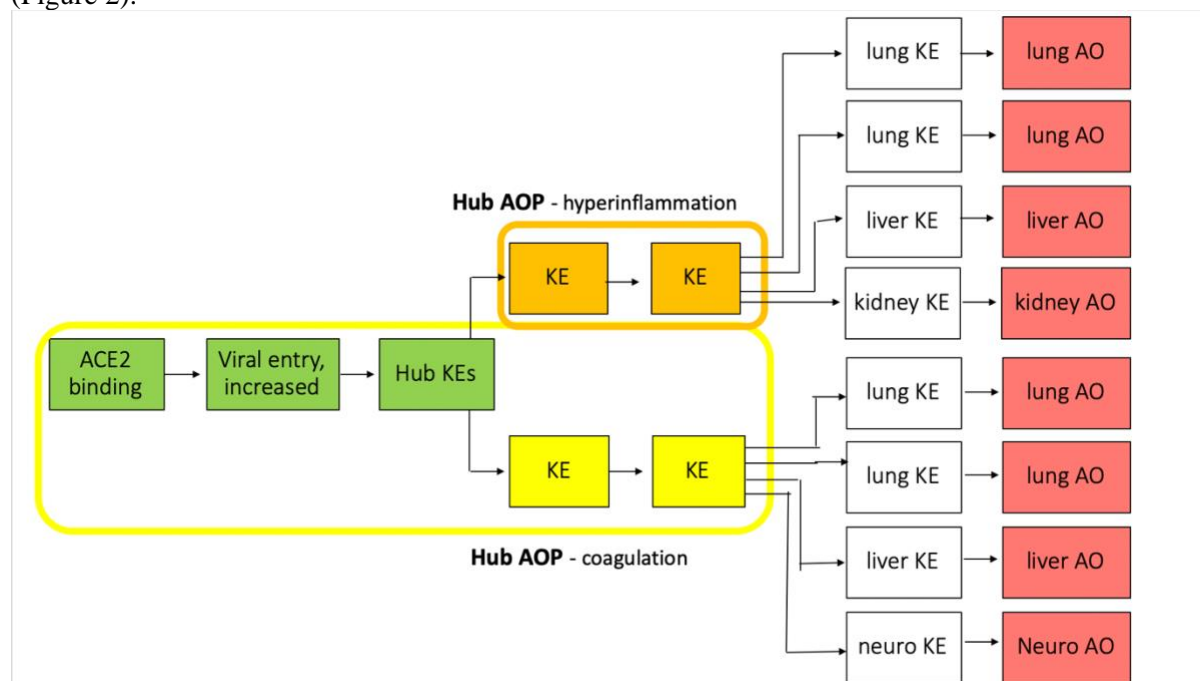 (Figure 2).
lung KE
lung AO
lung KE
lung AO
Hub AOP - hyperinflammation
liver KE
liver AO
KE
KE
kidney KE
kidney AO
ACE2
binding
Viral entry,
increased
Hub KEs
lung KE
lung AO
KE
KE
lung KE
lung AO
Hub AOP - coagulation
liver KE
liver AO
neuro KE
Neuro AO